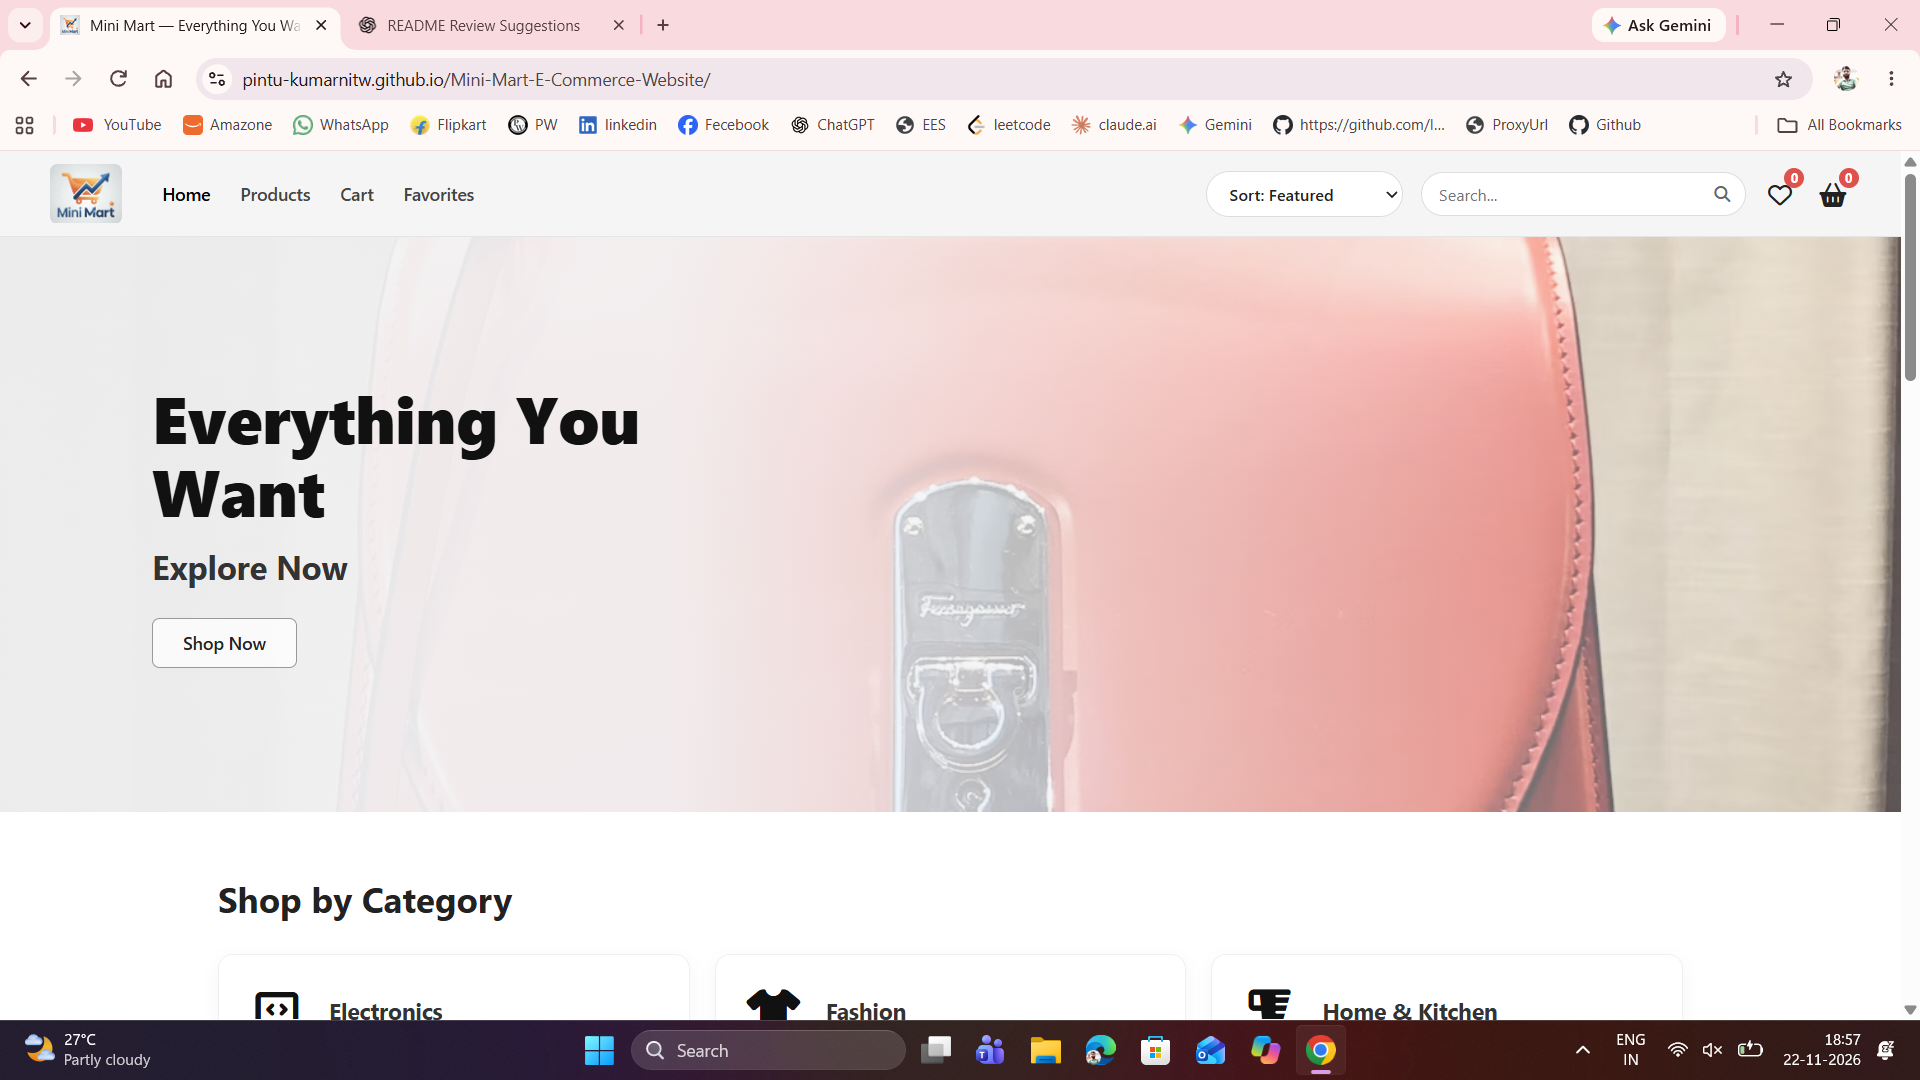 Mini Mart — Everything You Wa
README Review Suggestions
Ask Gemini
pintu-kumarnitw.github.io/Mini-Mart-E-Commerce-Website/
YouTube
Amazone
WhatsApp
Flipkart
PW
linkedin
Fecebook
ChatGPT
EES
leetcode
claude.ai
Gemini
https://github.com/l...
ProxyUrl
Github
All Bookmarks
Mini Mart
Home
Products
Cart
Favorites
Sort: Featured
Search...
0
0
Everything You
Want
Explore Now
Shop Now
Ferragamo
Shop by Category
Electronics
Fashion
Home & Kitchen
27°C
Partly cloudy
Search
ENG
IN
18:57
22-11-2026